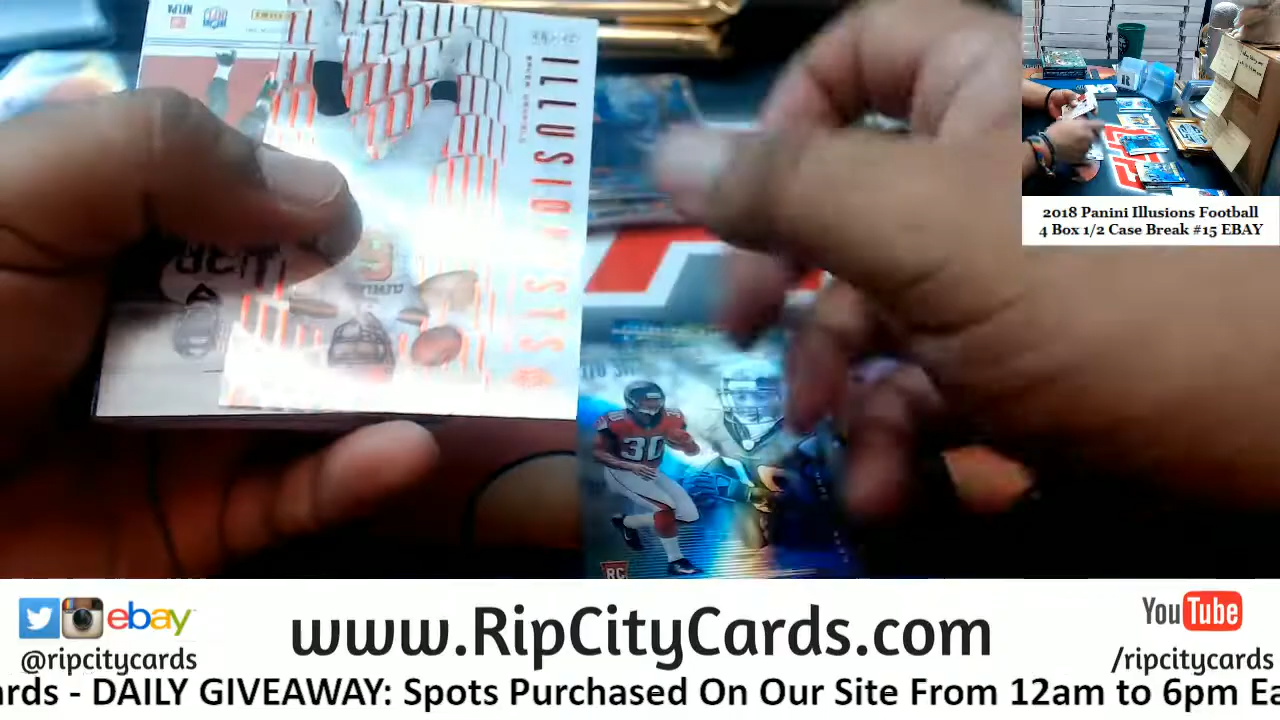 ILLUSIONISTS
30
RC
2018 Panini Illusions Football
4 Box 1/2 Case Break #15 EBAY
ebay
@ripcitycards
www.RipCityCards.com
YouTube
/ripcitycards
ards - DAILY GIVEAWAY: Spots Purchased On Our Site From 12am to 6pm Ea